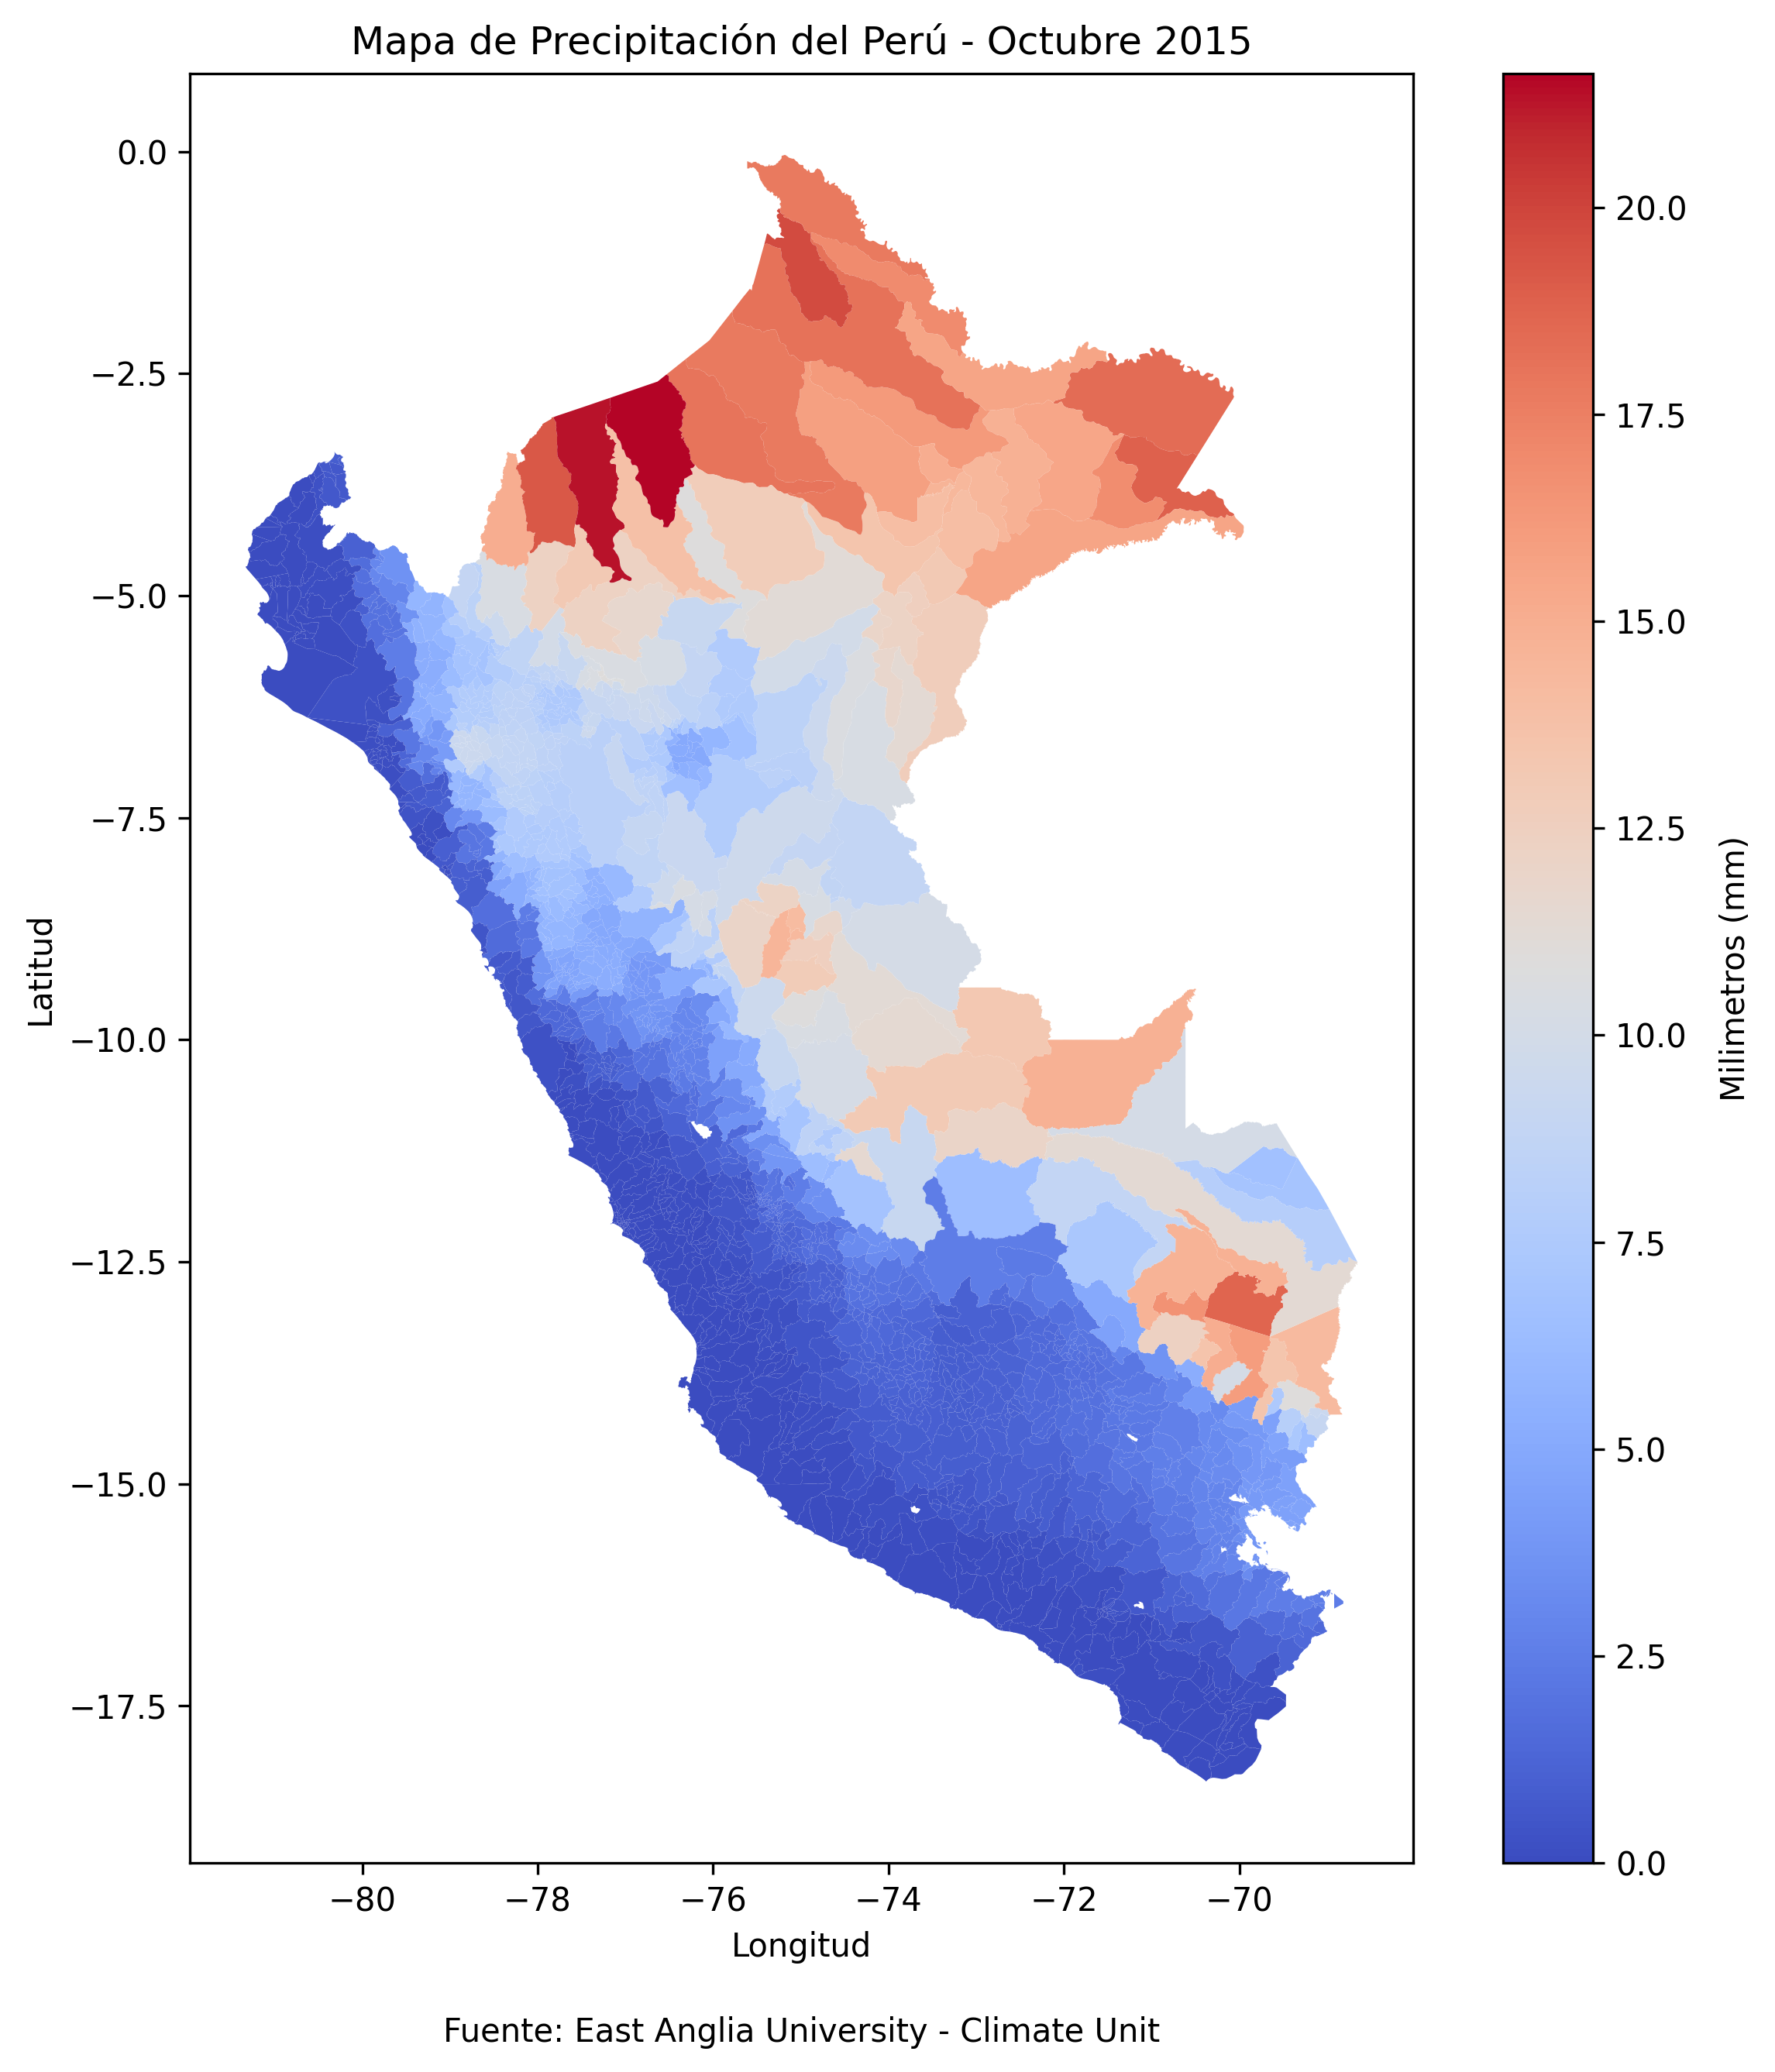 Mapa de Precipitación del Perú - Octubre 2015
0.0
−2.5
−5.0
−7.5
−10.0
−12.5
−15.0
−17.5
Latitud
−80 −78 −76 −74 −72 −70
Longitud
20.0
17.5
15.0
12.5
10.0
7.5
5.0
2.5
0.0
Milimetros (mm)
Fuente: East Anglia University - Climate Unit